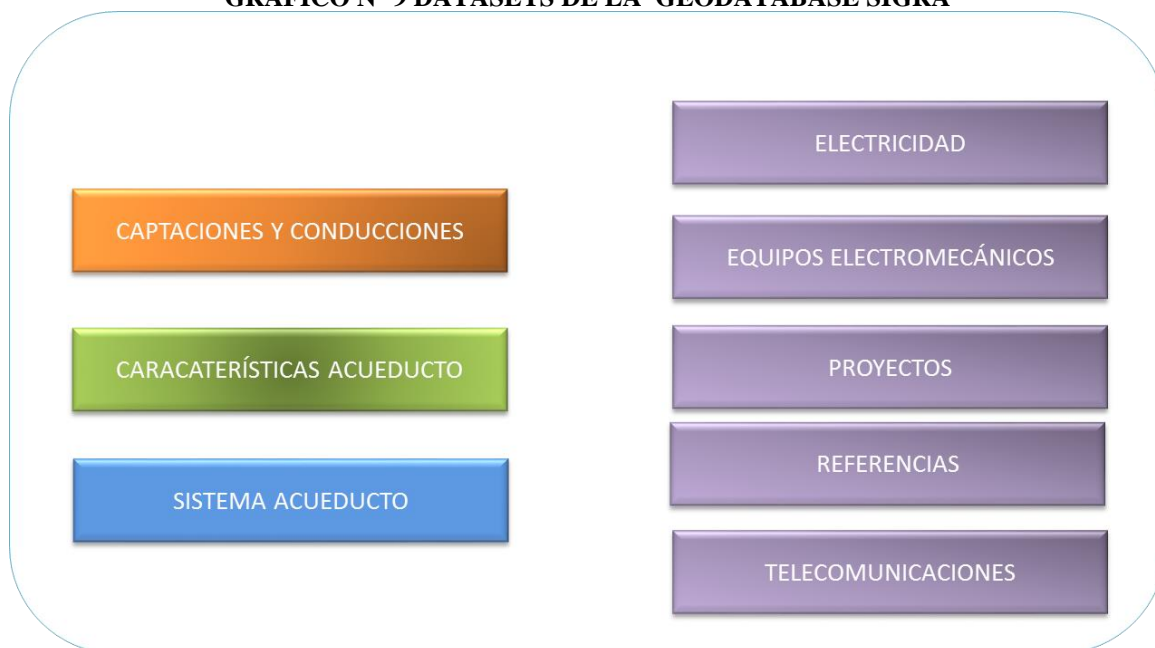 GRÁFICO Nº 9 DATASETS DE LA GEODATABASE SIGRA
CAPTACIONES Y CONDUCCIONES
CARACATERÍSTICAS ACUEDUCTO
SISTEMA ACUEDUCTO
ELECTRICIDAD
EQUIPOS ELECTROMECÁNICOS
PROYECTOS
REFERENCIAS
TELECOMUNICACIONES